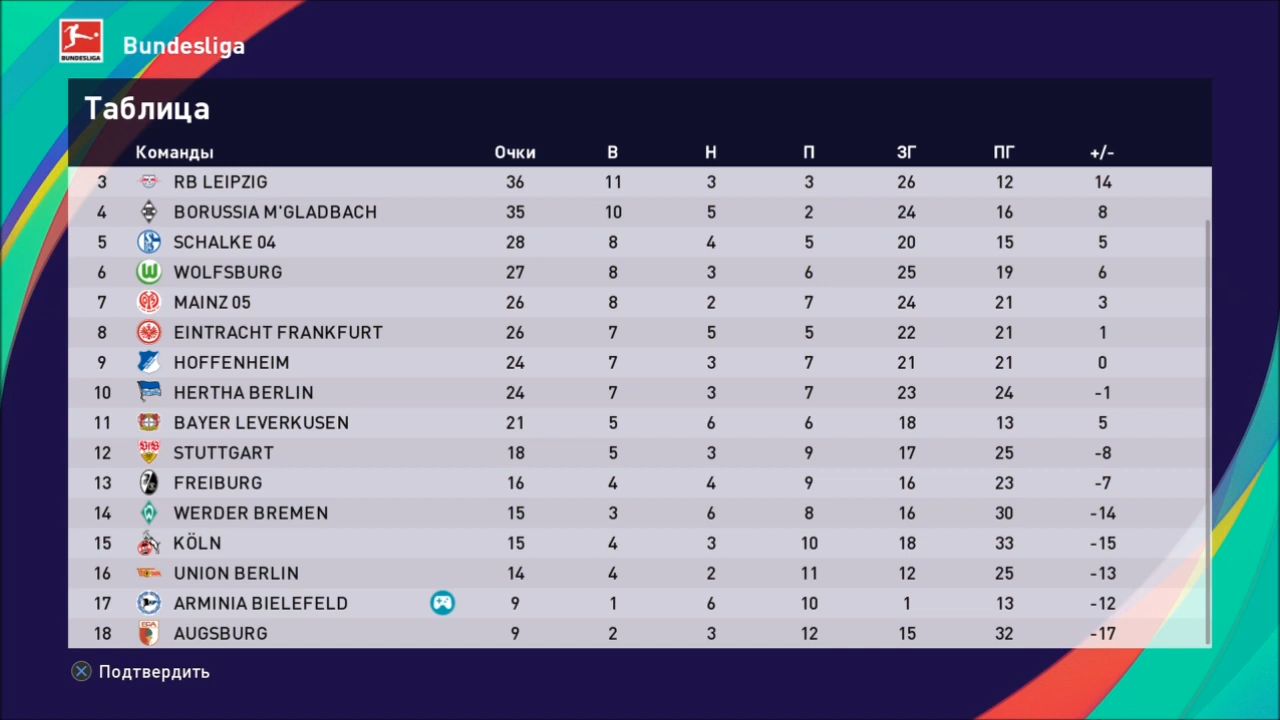 BUNDESLIGA
Bundesliga
Таблица
Команды Очки В Н П ЗГ ПГ +/-
3 RB LEIPZIG 36 11 3 3 26 12 14
4 BORUSSIA M'GLADBACH 35 10 5 2 24 16 8
5 SCHALKE 04 28 8 4 5 20 15 5
6 WOLFSBURG 27 8 3 6 25 19 6
7 MAINZ 05 26 8 2 7 24 21 3
8 EINTRACHT FRANKFURT 26 7 5 5 22 21 1
9 HOFFENHEIM 24 7 3 7 21 21 0
10 HERTHA BERLIN 24 7 3 7 23 24 -1
11 BAYER LEVERKUSEN 21 5 6 6 18 13 5
12 STUTTGART 18 5 3 9 17 25 -8
13 FREIBURG 16 4 4 9 16 23 -7
14 WERDER BREMEN 15 3 6 8 16 30 -14
15 KÖLN 15 4 3 10 18 33 -15
16 UNION BERLIN 14 4 2 11 12 25 -13
17 ARMINIA BIELEFELD 9 1 6 10 1 13 -12
18 AUGSBURG 9 2 3 12 15 32 -17
Подтвердить